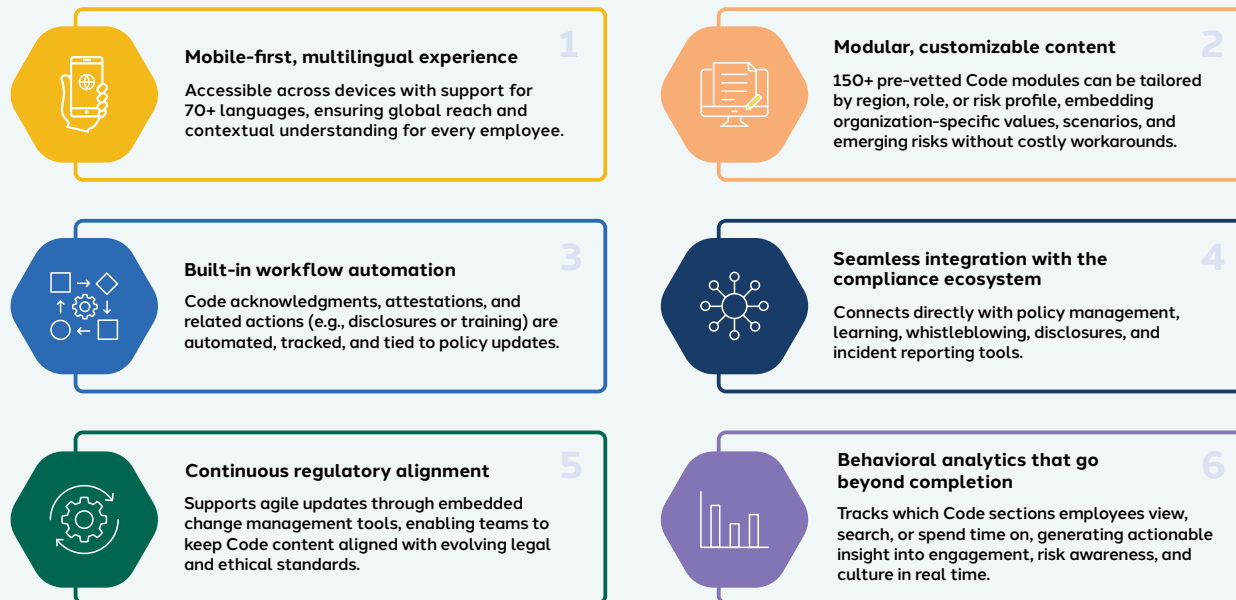 1
Mobile-first, multilingual experience
Accessible across devices with support for
70+ languages, ensuring global reach and
contextual understanding for every employee.
2
Modular, customizable content
150+ pre-vetted Code modules can be tailored
by region, role, or risk profile, embedding
organization-specific values, scenarios, and
emerging risks without costly workarounds.
3
Built-in workflow automation
Code acknowledgments, attestations, and
related actions (e.g., disclosures or training) are
automated, tracked, and tied to policy updates.
4
Seamless integration with the
compliance ecosystem
Connects directly with policy management,
learning, whistleblowing, disclosures, and
incident reporting tools.
5
Continuous regulatory alignment
Supports agile updates through embedded
change management tools, enabling teams to
keep Code content aligned with evolving legal
and ethical standards.
6
Behavioral analytics that go
beyond completion
Tracks which Code sections employees view,
search, or spend time on, generating actionable
insight into engagement, risk awareness, and
culture in real time.